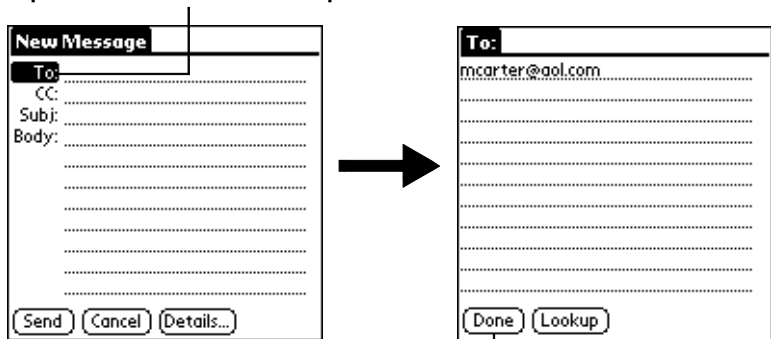 New Message
To:
CC:
Subj:
Body:
Send Cancel Details...
To:
mcarter@aol.com
Done Lookup